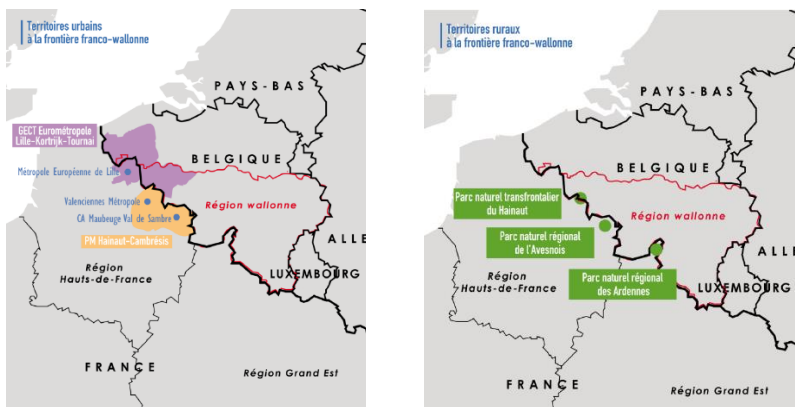 Territoires urbains
à la frontière franco-wallonne
PAYS-BAS
GECT Eurométropole
Lille-Kortrijk-Tournai
BELGIQUE
Métropole Européenne de Lille
Valenciennes Métropole
Région wallonne
CA Maubeuge Val de Sambre
PM Hainaut-Cambrésis
ALLE
Région
Hauts-de-France
LUXEMBOURG
FRANCE
Région Grand Est
Territoires ruraux
à la frontière franco-wallonne
PAYS-BAS
BELGIQUE
Parc naturel transfrontalier
du Hainaut
Région wallonne
Parc naturel régional
de l'Avesnois
ALLE
Région
Hauts-de-France
Parc naturel régional
des Ardennes
LUXEMBOURG
FRANCE
Région Grand Est